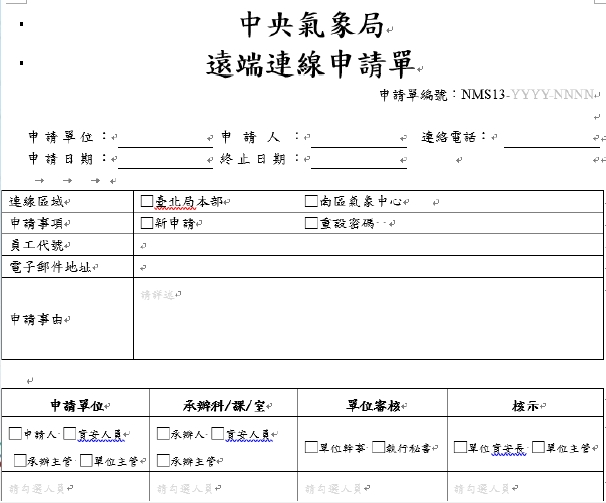 中央氣象局
遠端連線申請單
申請單編號：NMS13-YYYY-NNNN
申請單位： 申請人： 連絡電話：
申請日期： 終止日期：
連線區域 □臺北局本部 □南區氣象中心
申請事項 □新申請 □重設密碼
員工代號
電子郵件地址
申請事由 請詳述
申請單位 承辦科/課/室 單位審核 核示
□申請人 □資安人員 □承辦人 □資安人員 □單位幹事 □執行秘書 □單位資安長 □單位主管
□承辦主管 □單位主管 □承辦主管
請勾選人員 請勾選人員 請勾選人員 請勾選人員